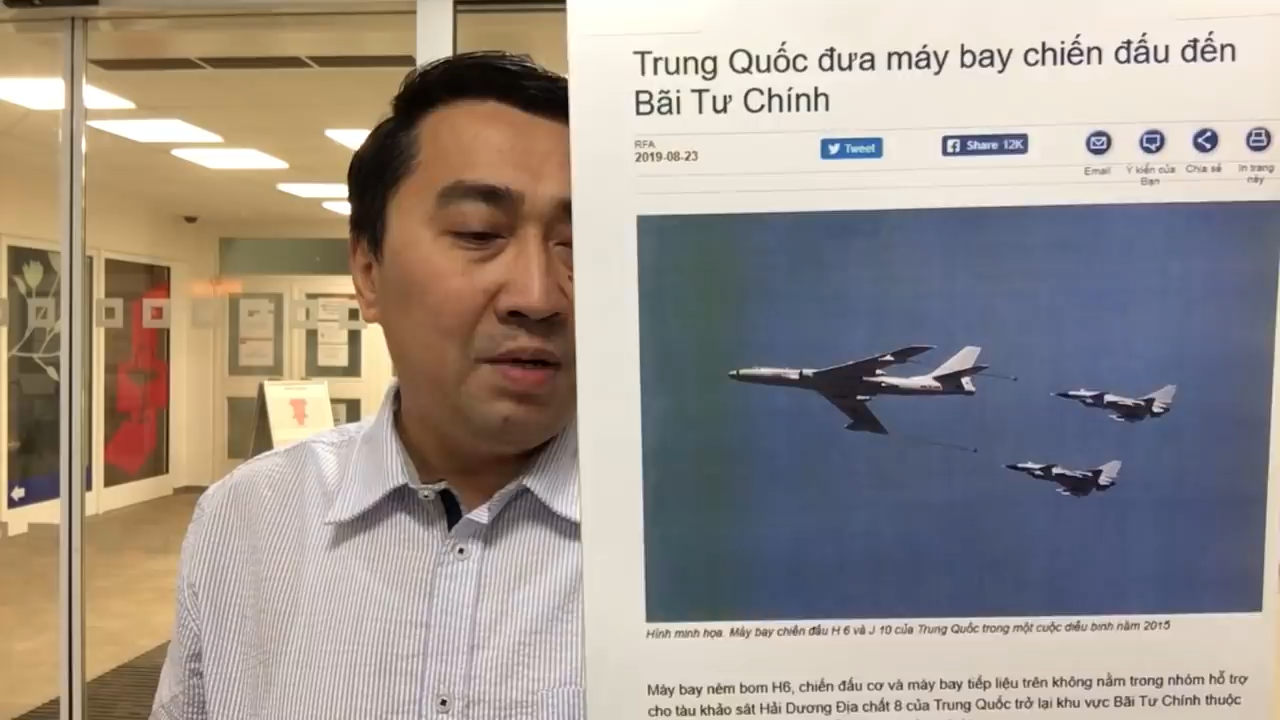 Trung Quốc đưa máy bay chiến đấu đến
Bãi Tư Chính
RFA
2019-08-23
Tweet
Share 12K
Email
Ý kiến của
Bạn
Chia sẻ
In trang
này
Hình minh họa. Máy bay chiến đấu H 6 và J 10 của Trung Quốc trong một cuộc diễu binh năm 2015
Máy bay ném bom H6, chiến đấu cơ và máy bay tiếp liệu trên không nằm trong nhóm hỗ trợ
cho tàu khảo sát Hải Dương Địa chất 8 của Trung Quốc trở lại khu vực Bãi Tư Chính thuộc